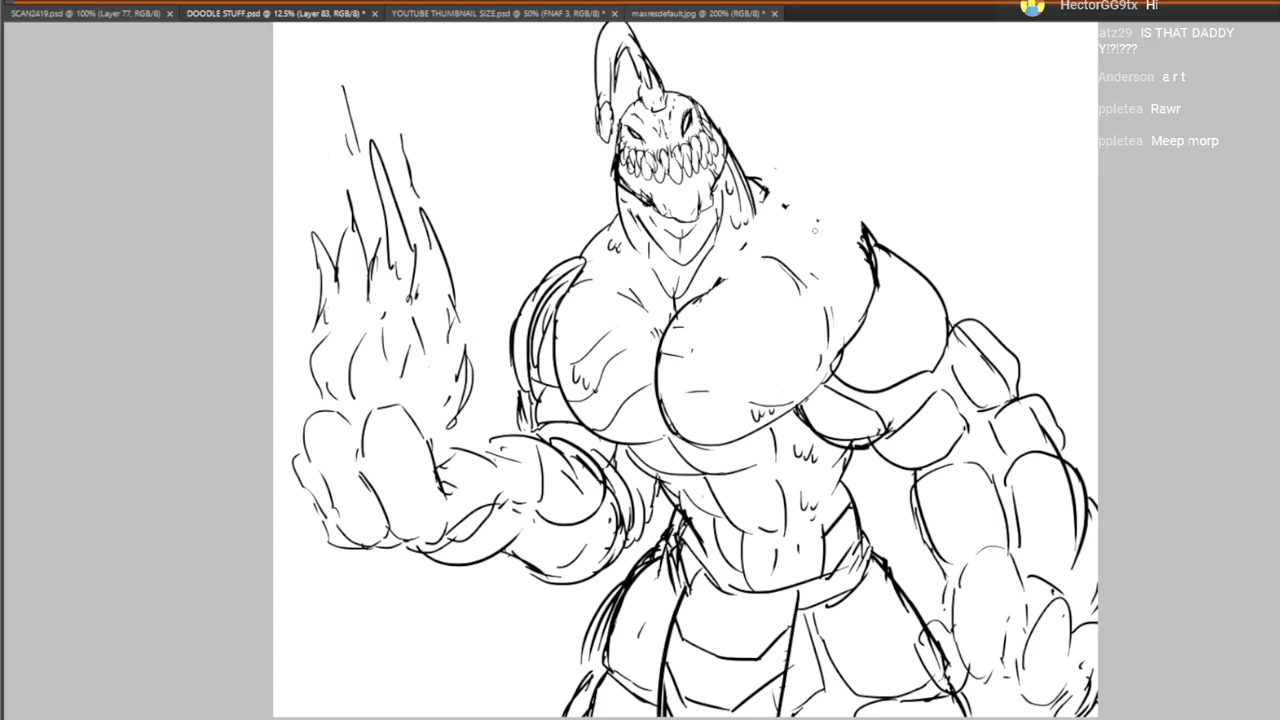 SCAN2419.psd @ 100% (Layer 77, RGB/8)
DOODLE STUFF.psd @ 12.5% (Layer 83, RGB/8) *
YOUTUBE THUMBNAIL SIZE.psd @ 50% (FNAF 3, RGB/8) *
maxresdefault.jpg @ 200% (RGB/8) *
HectorGG9tx Hi
atz29 IS THAT DADDY
Y!?!???
Anderson a r t
ppletea Rawr
ppletea Meep morp